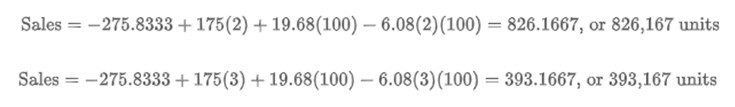 Sales = −275.8333 + 175(2) + 19.68(100) − 6.08(2)(100) = 826.1667, or 826,167 units
Sales = −275.8333 + 175(3) + 19.68(100) − 6.08(3)(100) = 393.1667, or 393,167 units